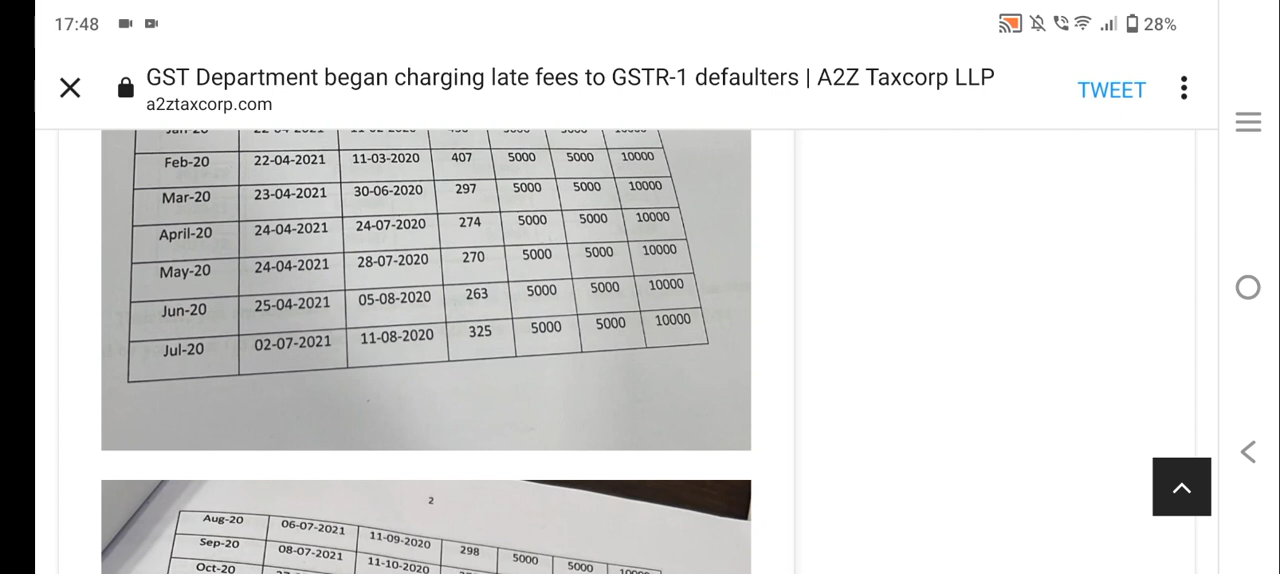 17:48
28%
GST Department began charging late fees to GSTR-1 defaulters | A2Z Taxcorp LLP
a2ztaxcorp.com
TWEET
Feb-20 22-04-2021 11-03-2020 407 5000 5000 10000
Mar-20 23-04-2021 30-06-2020 297 5000 5000 10000
April-20 24-04-2021 24-07-2020 274 5000 5000 10000
May-20 24-04-2021 28-07-2020 270 5000 5000 10000
Jun-20 25-04-2021 05-08-2020 263 5000 5000 10000
Jul-20 02-07-2021 11-08-2020 325 5000 5000 10000
2
Aug-20 06-07-2021 11-09-2020 298 5000 5000 10000
Sep-20 08-07-2021 11-10-2020
Oct-20